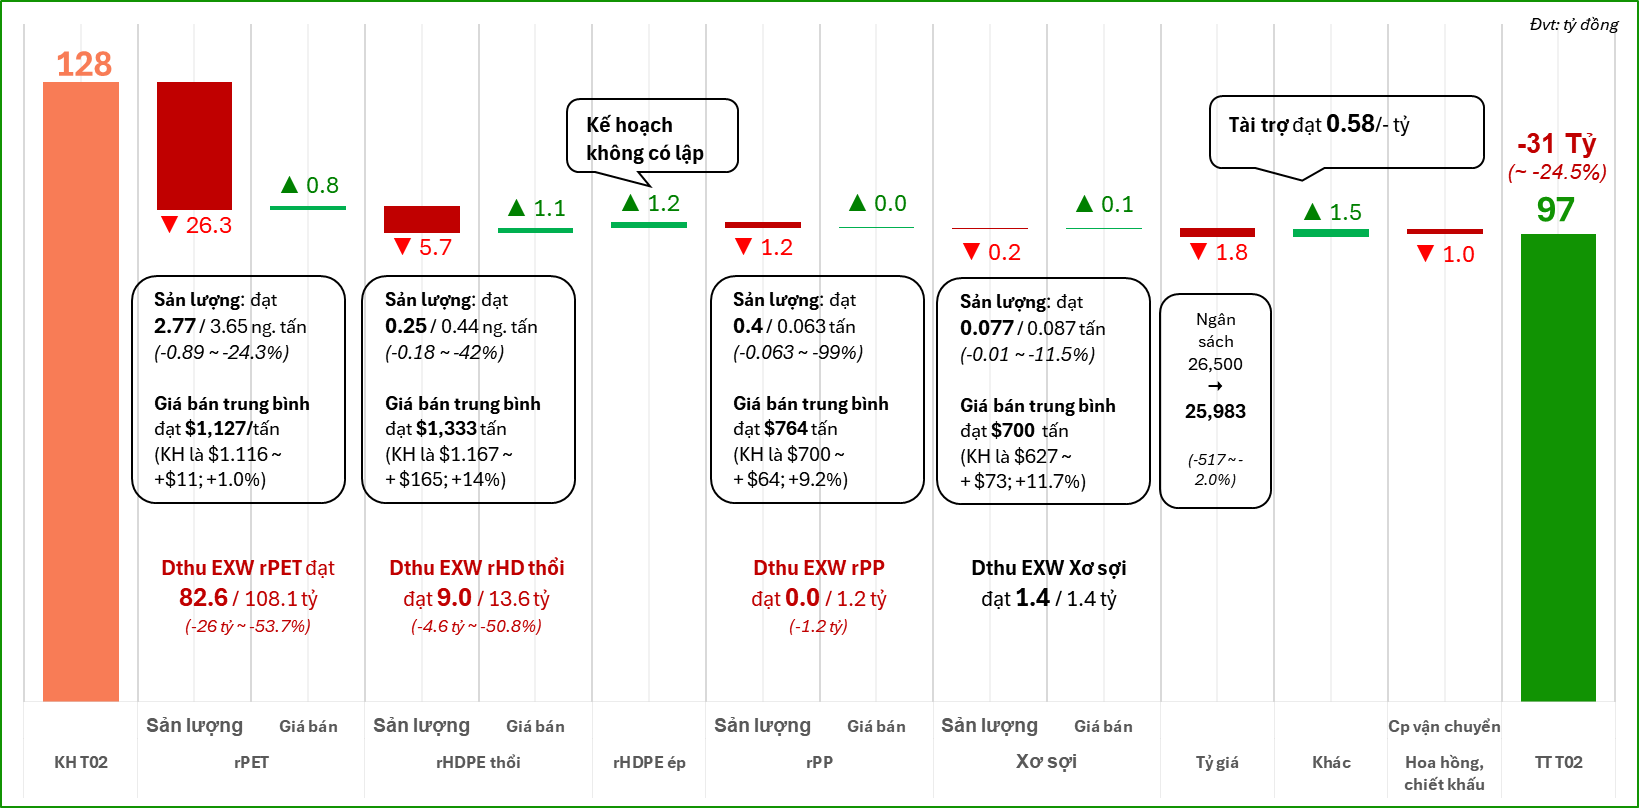 Đvt: tỷ đồng
128
▼ 26.3
▲ 0.8
▼ 5.7
▲ 1.1
Kế hoạch
không có lập
▲ 1.2
▼ 1.2
▲ 0.0
▼ 0.2
▲ 0.1
▼ 1.8
Tài trợ đạt 0.58/- tỷ
▲ 1.5
▼ 1.0
-31 Tỷ
(~ -24.5%)
97
Sản lượng: đạt
2.77 / 3.65 ng. tấn
(-0.89 ~ -24.3%)
Giá bán trung bình
đạt $1,127/tấn
(KH là $1.116 ~
+$11; +1.0%)
Sản lượng: đạt
0.25 / 0.44 ng. tấn
(-0.18 ~ -42%)
Giá bán trung bình
đạt $1,333 tấn
(KH là $1.167 ~
+ $165; +14%)
Sản lượng: đạt
0.4 / 0.063 tấn
(-0.063 ~ -99%)
Giá bán trung bình
đạt $764 tấn
(KH là $700 ~
+ $64; +9.2%)
Sản lượng: đạt
0.077 / 0.087 tấn
(-0.01 ~ -11.5%)
Giá bán trung bình
đạt $700 tấn
(KH là $627 ~
+ $73; +11.7%)
Ngân
sách
26,500
→
25,983
(-517 ~ -
2.0%)
Dthu EXW rPET đạt
82.6 / 108.1 tỷ
(-26 tỷ ~ -53.7%)
Dthu EXW rHD thổi
đạt 9.0 / 13.6 tỷ
(-4.6 tỷ ~ -50.8%)
Dthu EXW rPP
đạt 0.0 / 1.2 tỷ
(-1.2 tỷ)
Dthu EXW Xơ sợi
đạt 1.4 / 1.4 tỷ
Sản lượng Giá bán Sản lượng Giá bán Sản lượng Giá bán Sản lượng Giá bán Cp vận chuyển
KH T02 rPET rHDPE thổi rHDPE ép rPP Xơ sợi Tỷ giá Khác Hoa hồng, TT T02
chiết khấu